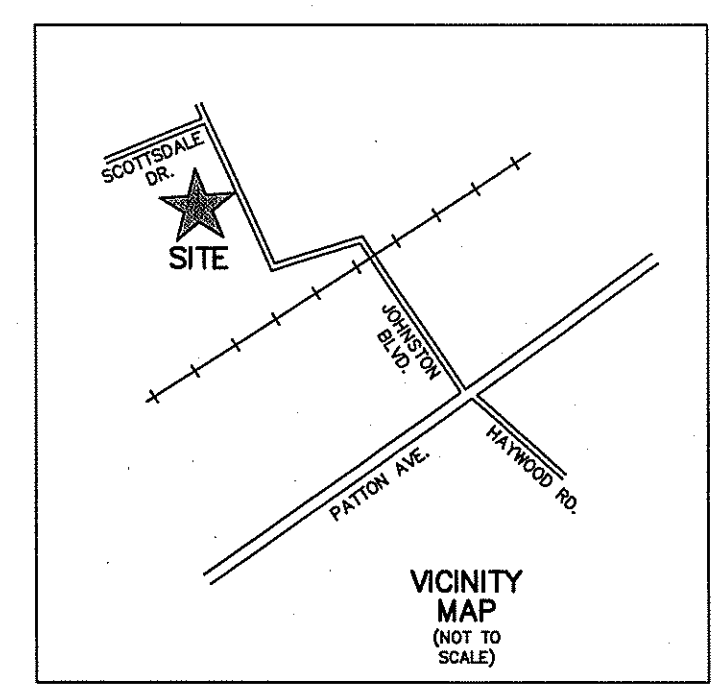 SCOTTSDALE
DR.
SITE
JOHNSTON
BLVD.
PATTON AVE.
HAYWOOD RD.
VICINITY
MAP
(NOT TO
SCALE)